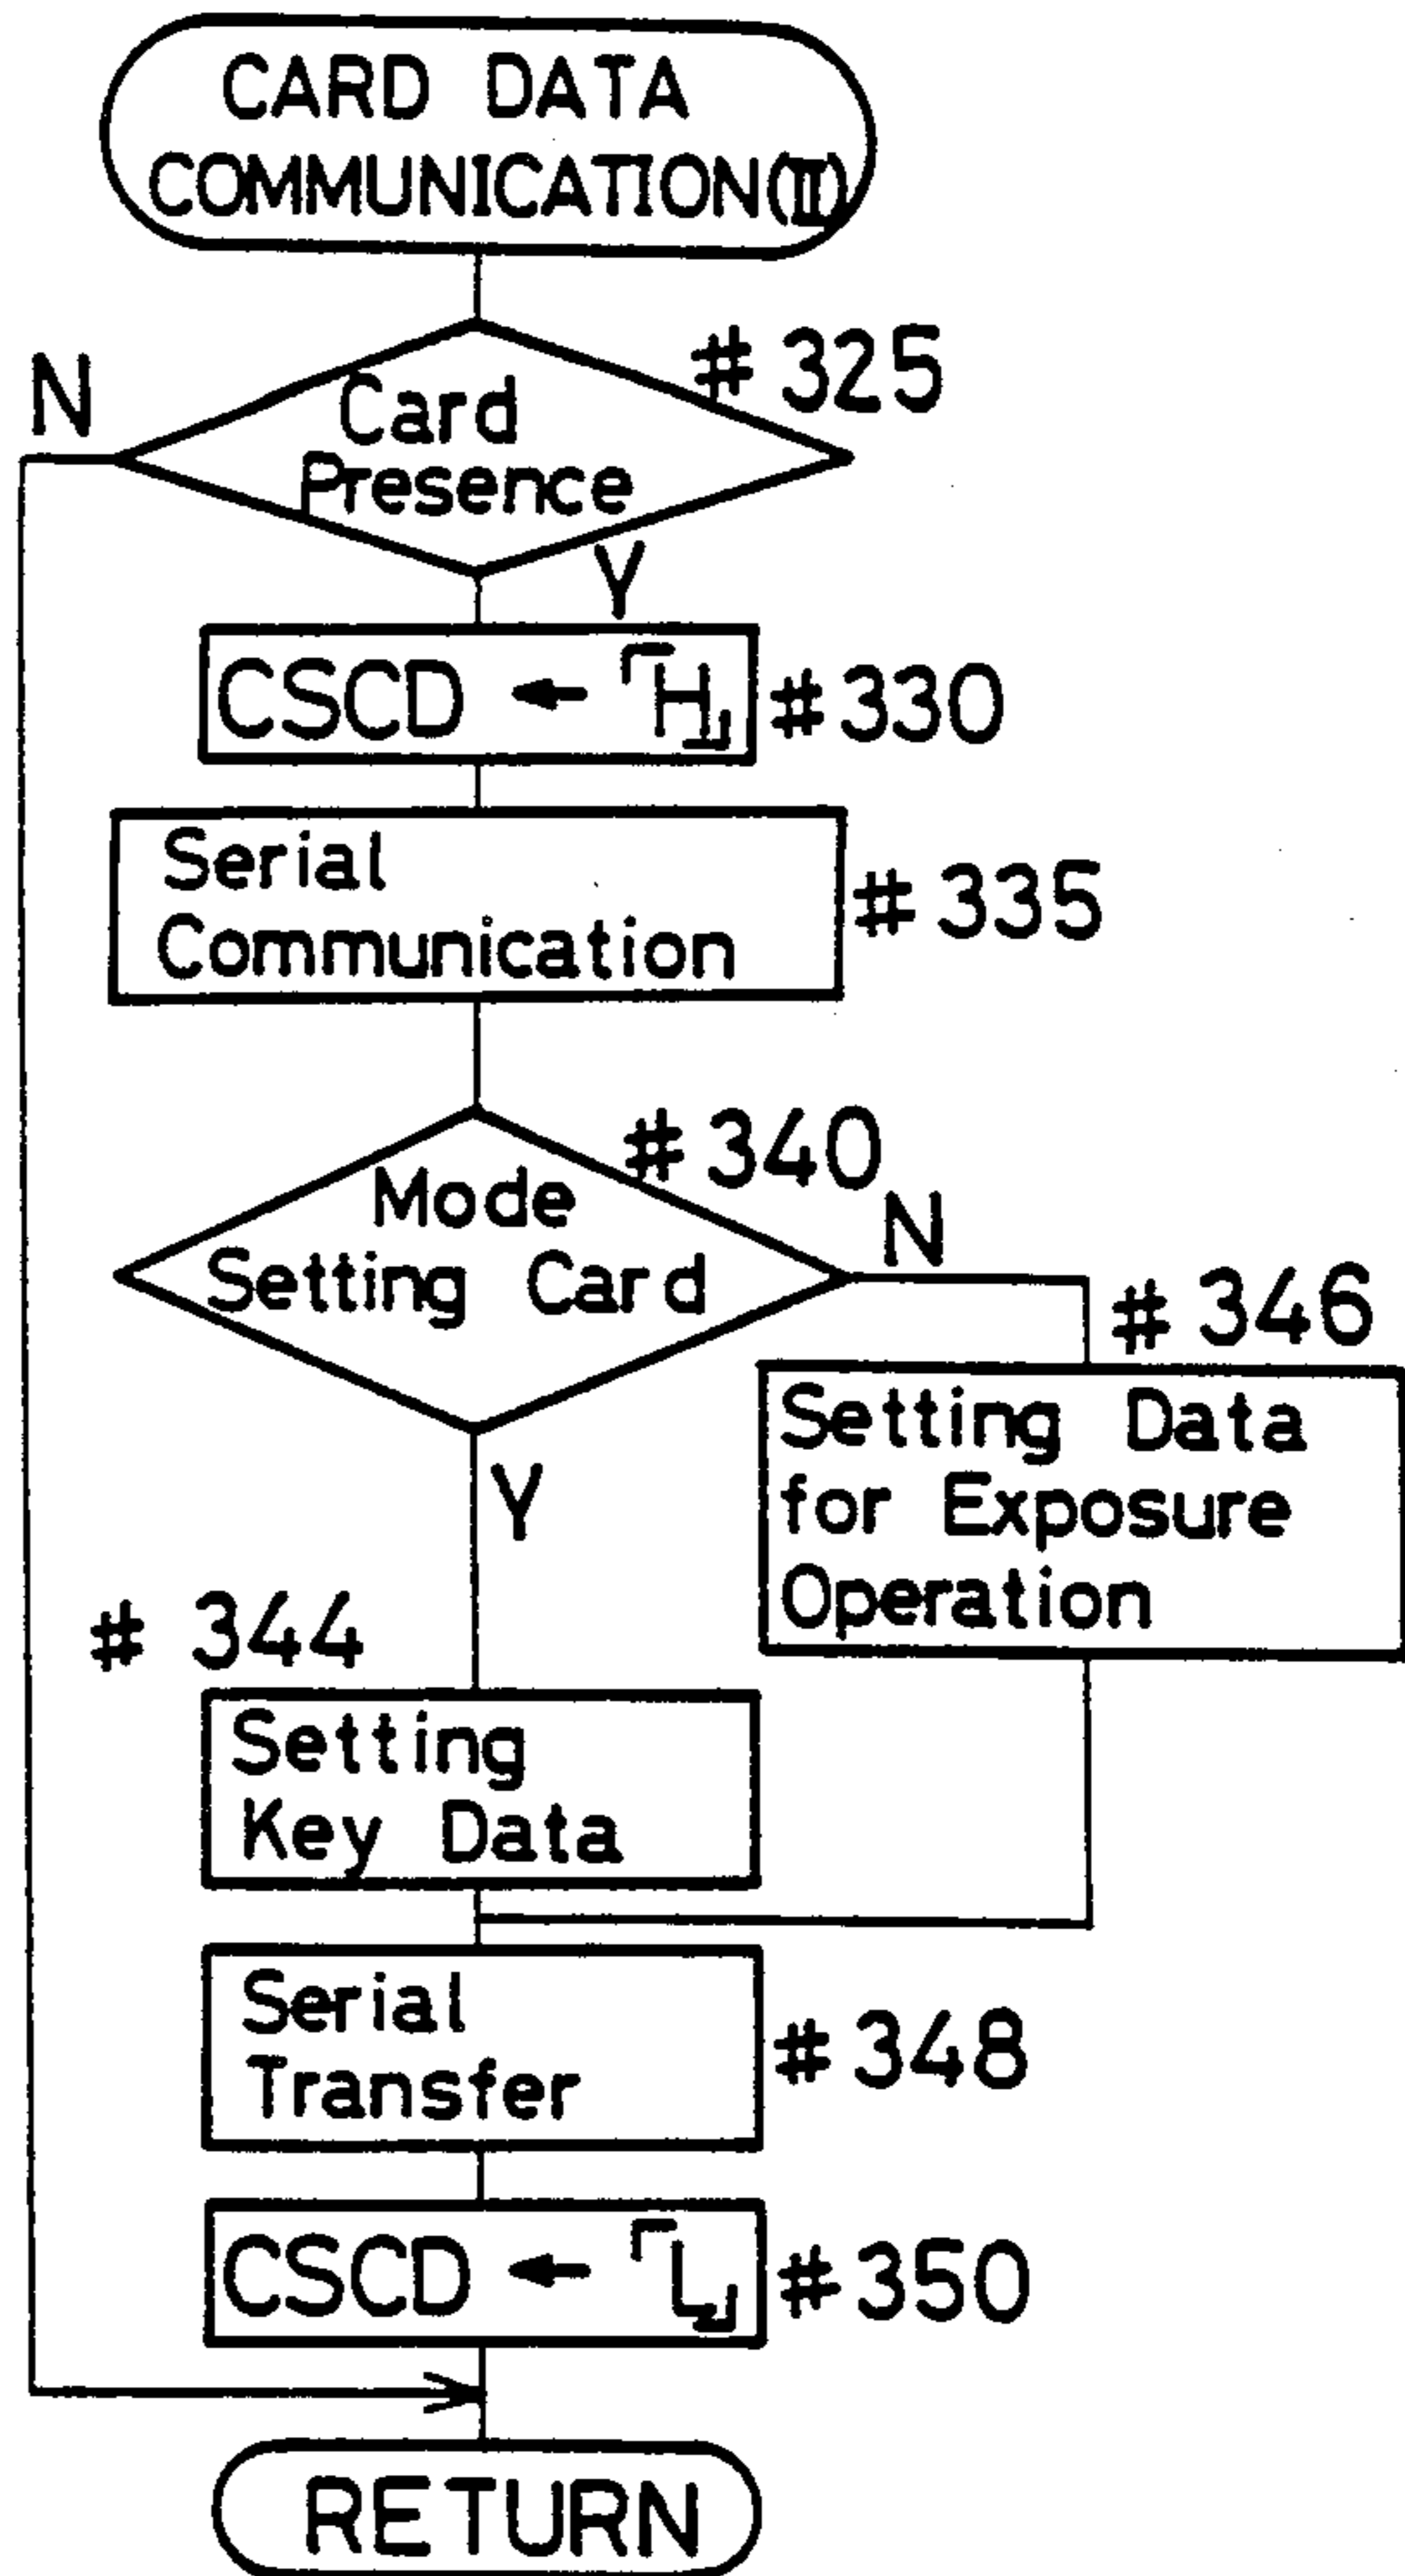 CARD DATA
COMMUNICATION(II)
# 325
N
Card
Presence
Y
CSCD ← 「H」
# 330
Serial
Communication
# 335
# 340
Mode
Setting Card
N
# 346
Setting Data
for Exposure
Operation
Y
# 344
Setting
Key Data
Serial
Transfer
# 348
CSCD ← 「L」
# 350
RETURN